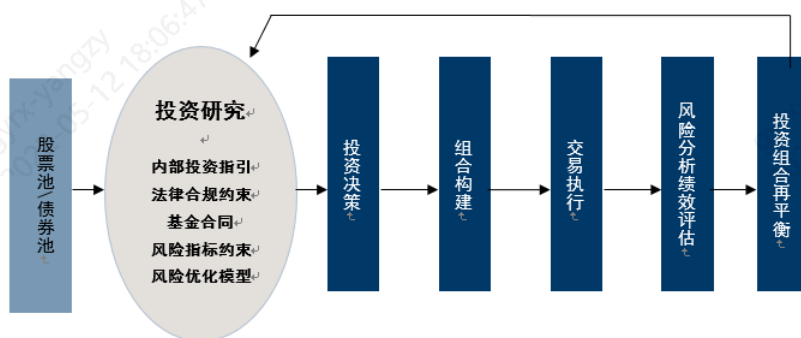 股票池/债券池
投资研究
内部投资指引
法律合规约束
基金合同
风险指标约束
风险优化模型
投资决策
组合构建
交易执行
风险分析绩效评估
投资组合再平衡